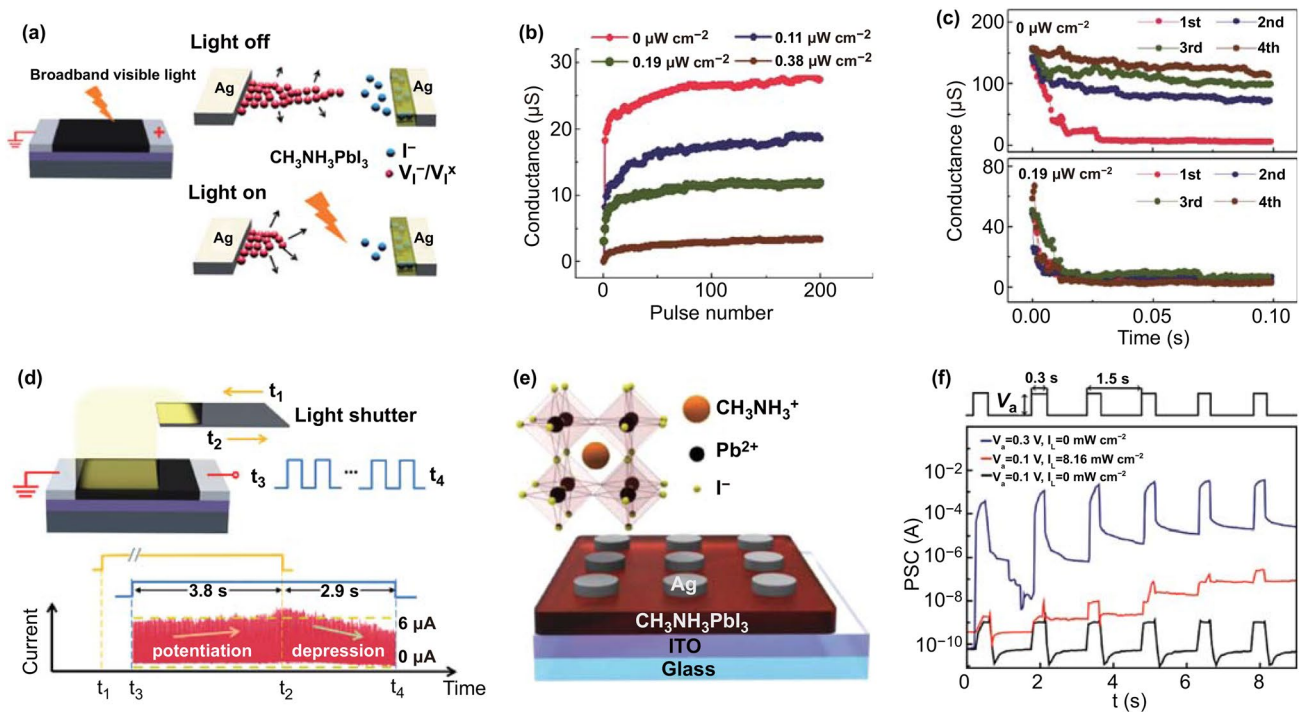 (a)
Light off
Broadband visible light
Ag
Ag
+
CH₃NH₃PbI₃
I⁻
V_I⁻/V_Iˣ
Light on
Ag
Ag
(b)
0 μW cm⁻² 0.11 μW cm⁻²
0.19 μW cm⁻² 0.38 μW cm⁻²
Conductance (μS)
30
20
10
0
0 100 200
Pulse number
(c)
200
150
100
50
0
0 μW cm⁻²
1st 2nd
3rd 4th
Conductance (μS)
80
40
0
0.19 μW cm⁻²
1st 2nd
3rd 4th
0.00 0.05 0.10
Time (s)
(d)
t₁
Light shutter
t₂
t₃
...
t₄
3.8 s 2.9 s
Current
6 μA
potentiation depression
0 μA
t₁ t₃ t₂ t₄ Time
(e)
CH₃NH₃⁺
Pb²⁺
I⁻
Ag
CH₃NH₃PbI₃
ITO
Glass
(f)
0.3 s 1.5 s
Vₐ
Vₐ=0.3 V, I_L=0 mW cm⁻²
Vₐ=0.1 V, I_L=8.16 mW cm⁻²
Vₐ=0.1 V, I_L=0 mW cm⁻²
PSC (A)
10⁻²
10⁻⁴
10⁻⁶
10⁻⁸
10⁻¹⁰
0 2 4 6 8
t (s)